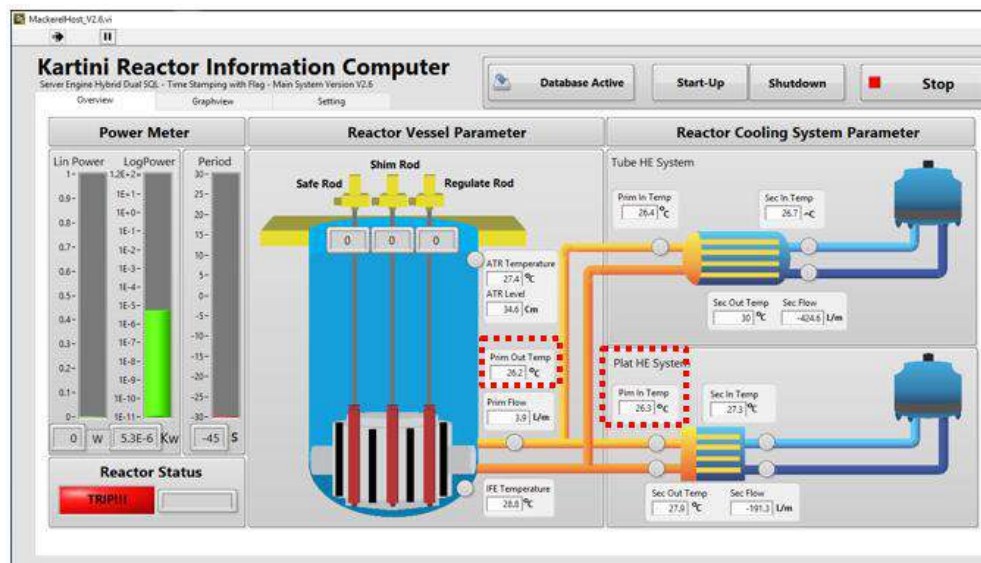 MackerelHost_V2.6.vi
Kartini Reactor Information Computer
Server Engine Hybrid Dual SQL - Time Stamping with Flag - Main System Version V2.6
Database Active
Start-Up
Shutdown
Stop
Overview
Graphview
Setting
Power Meter
Lin Power
LogPower
Period
1-
0.9-
0.8-
0.7-
0.6-
0.5-
0.4-
0.3-
0.2-
0.1-
0-
1.2E+2-
1E+1-
1E+0-
1E-1-
1E-2-
1E-3-
1E-4-
1E-5-
1E-6-
1E-7-
1E-8-
1E-9-
1E-10-
1E-11-
30-
25-
20-
15-
10-
5-
0-
-5-
-10-
-15-
-20-
-25-
-30-
0 W
5.3E-6 Kw
-45 S
Reactor Status
TRIP!!!
Reactor Vessel Parameter
Shim Rod
Safe Rod
Regulate Rod
0
0
0
ATR Temperature
27.4 °C
ATR Level
34.6 Cm
Prim Out Temp
26.2 °C
Prim Flow
3.9 L/m
IFE Temperature
28.8 °C
Reactor Cooling System Parameter
Tube HE System
Prim In Temp
26.4 °C
Sec In Temp
26.7 ~C
Sec Out Temp
30 °C
Sec Flow
-424.6 L/m
Plat HE System
Pim In Temp
26.3 °C
Sec In Temp
27.3 °C
Sec Out Temp
27.9 °C
Sec Flow
-191.3 L/m